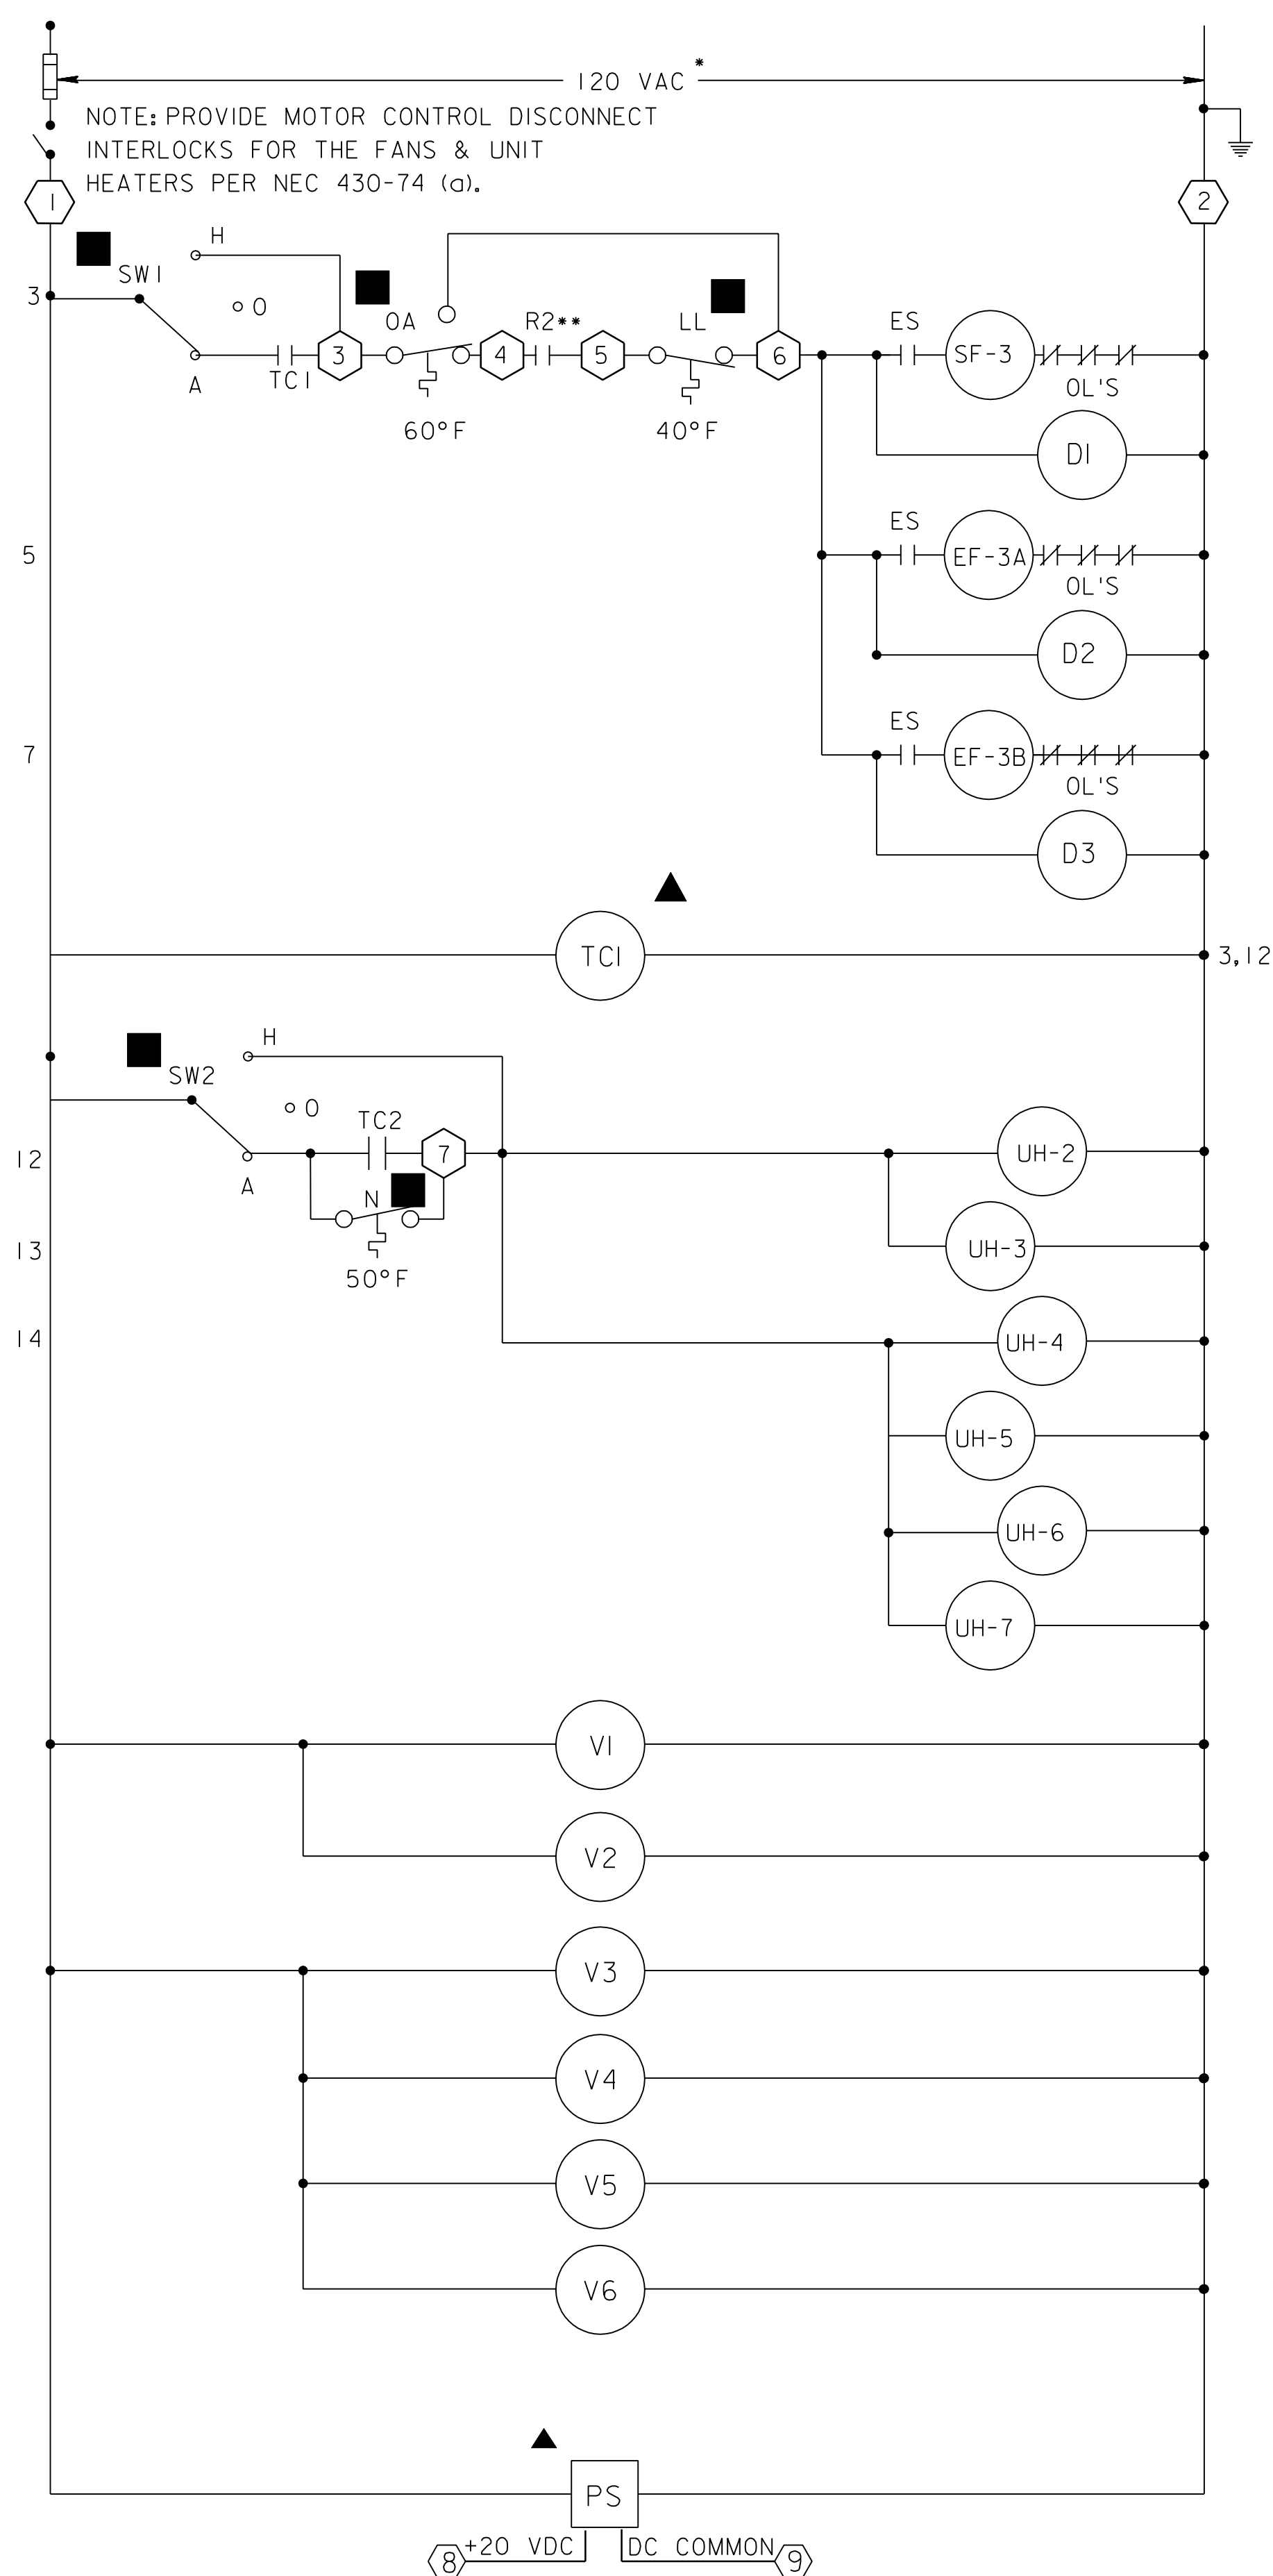 120 VAC *
NOTE: PROVIDE MOTOR CONTROL DISCONNECT
INTERLOCKS FOR THE FANS & UNIT
HEATERS PER NEC 430-74 (a).
1
2
H
SW1
3
O
OA
R2**
LL
ES
3
4
5
6
SF-3
A
TC1
OL'S
60°F
40°F
D1
ES
5
EF-3A
OL'S
D2
ES
7
EF-3B
OL'S
D3
TC1
3,12
H
SW2
O
TC2
12
7
UH-2
A
N
13
UH-3
50°F
14
UH-4
UH-5
UH-6
UH-7
V1
V2
V3
V4
V5
V6
PS
8
+20 VDC
DC COMMON
9